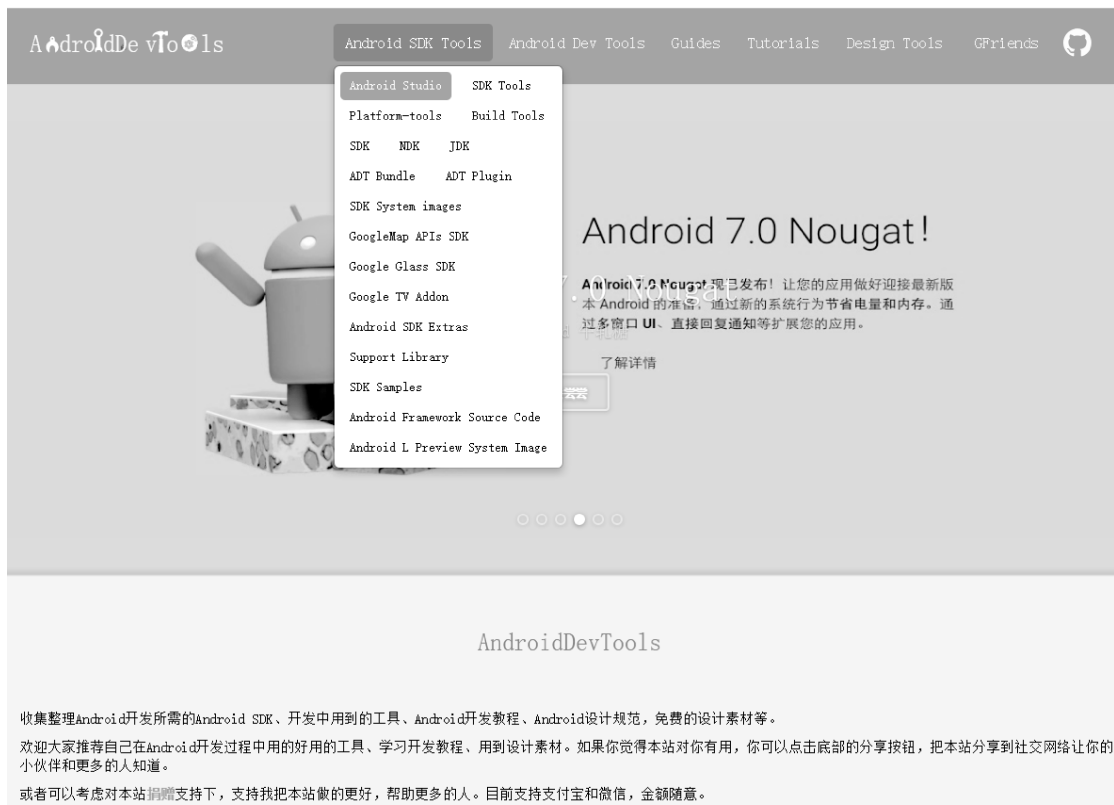 AndroidDevTools
Android SDK Tools Android Dev Tools Guides Tutorials Design Tools GFriends
Android Studio SDK Tools
Platform-tools Build Tools
SDK NDK JDK
ADT Bundle ADT Plugin
SDK System images
GoogleMap APIs SDK
Google Glass SDK
Google TV Addon
Android SDK Extras
Support Library
SDK Samples
Android Framework Source Code
Android L Preview System Image
Android 7.0 Nougat!
7.0 Nougat
Android 7.0 Nougat 现已发布！让您的应用做好迎接最新版
本 Android 的准备，通过新的系统行为节省电量和内存。通
过多窗口 UI、直接回复通知等扩展您的应用。
了解详情
AndroidDevTools
收集整理Android开发所需的Android SDK、开发中用到的工具、Android开发教程、Android设计规范，免费的设计素材等。
欢迎大家推荐自己在Android开发过程中用的好用的工具、学习开发教程、用到设计素材。如果你觉得本站对你有用，你可以点击底部的分享按钮，把本站分享到社交网络让你的
小伙伴和更多的人知道。
或者可以考虑对本站捐赠支持下，支持我把本站做的更好，帮助更多的人。目前支持支付宝和微信，金额随意。